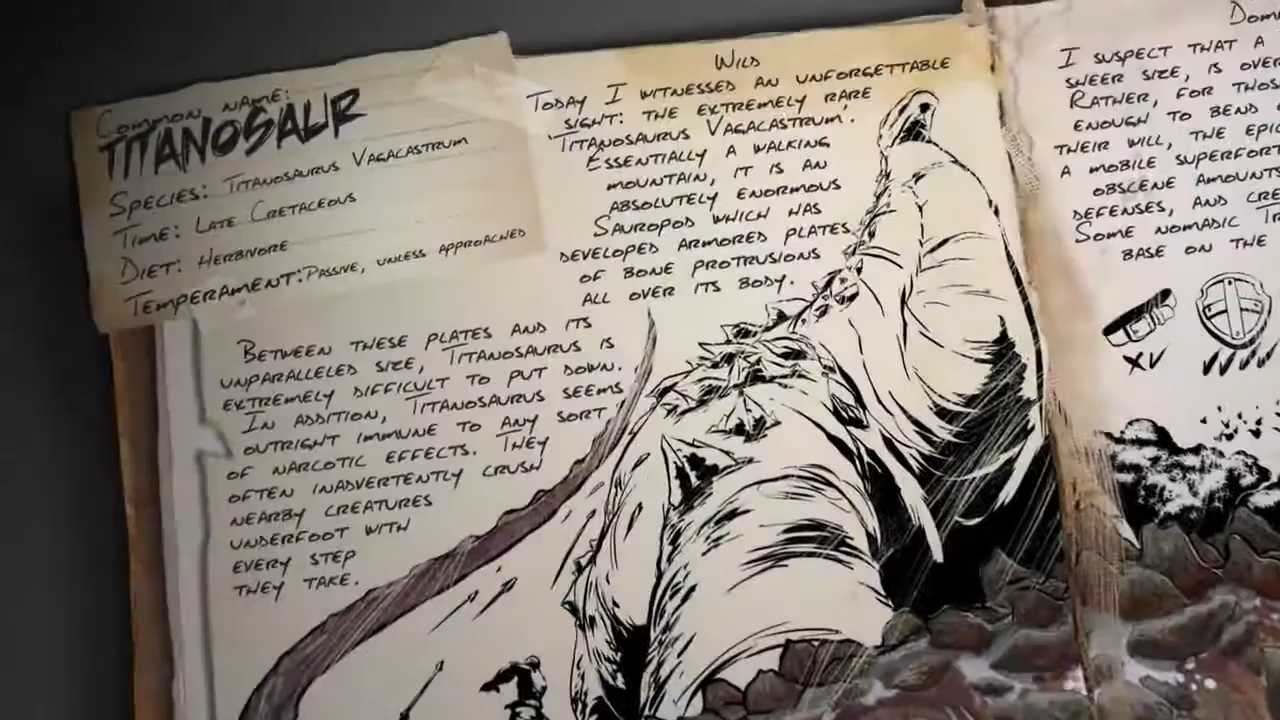 Common name:
TITANOSAUR
Species: Titanosaurus Vagacastrum
Time: Late Cretaceous
Diet: Herbivore
Temperament: Passive, unless approached
Wild
Today I witnessed an unforgettable
sight: the extremely rare
'Titanosaurus Vagacastrum'.
Essentially a walking
mountain, it is an
absolutely enormous
Sauropod which has
developed armored plates
of bone protrusions
all over its body.
Between these plates and its
unparalleled size, Titanosaurus is
extremely difficult to put down.
In addition, Titanosaurus seems
outright immune to any sort
of narcotic effects. They
often inadvertently crush
nearby creatures
underfoot with
every step
they take.
Dom
I suspect that a
sheer size, is over
Rather, for thos
enough to bend
their will, the epic
a mobile superfort
obscene amounts
defenses, and cre
Some nomadic Tr
base on the
XV